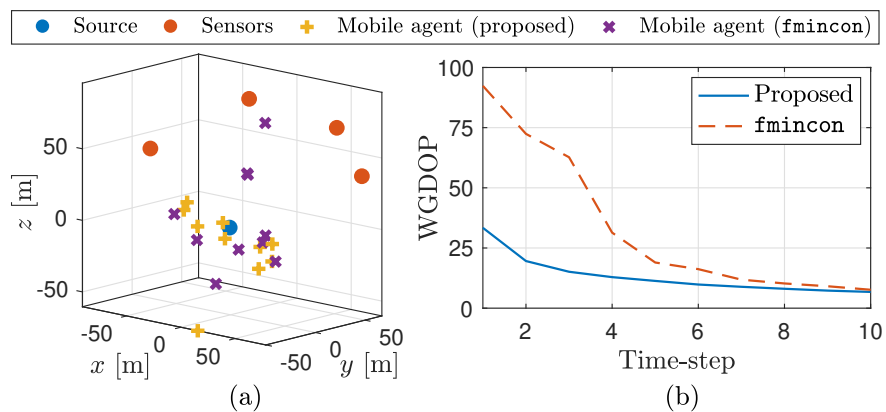 Source Sensors Mobile agent (proposed) Mobile agent (fmincon)
50
0
-50
z [m]
-50
0
50
x [m]
-50
0
50
y [m]
(a)
100
75
50
25
0
WGDOP
Proposed
fmincon
2 4 6 8 10
Time-step
(b)